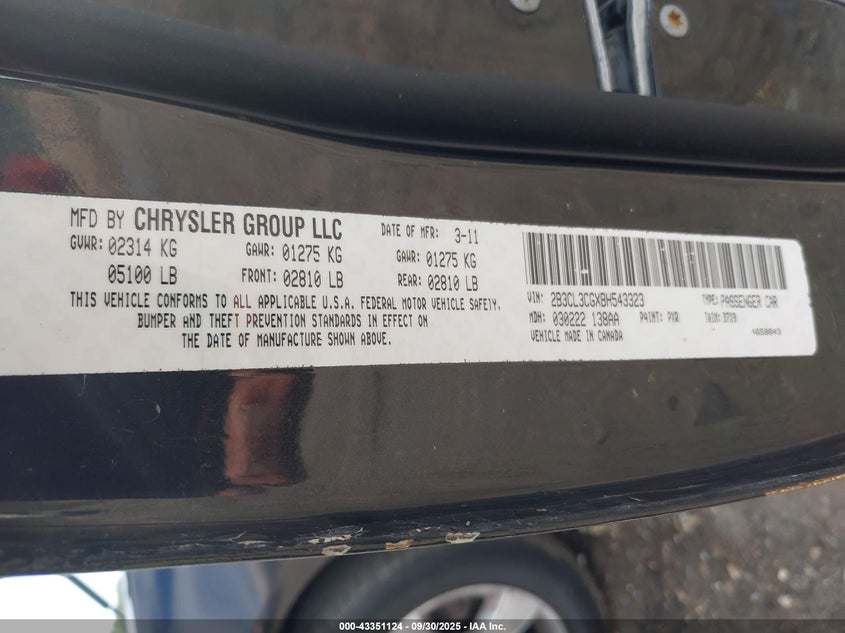 MFD BY CHRYSLER GROUP LLC DATE OF MFR: 3-11
GVWR: 02314 KG GAWR: 01275 KG GAWR: 01275 KG
05100 LB FRONT: 02810 LB REAR: 02810 LB
THIS VEHICLE CONFORMS TO ALL APPLICABLE U.S.A. FEDERAL MOTOR VEHICLE SAFETY,
BUMPER AND THEFT PREVENTION STANDARDS IN EFFECT ON
THE DATE OF MANUFACTURE SHOWN ABOVE.
VIN: 2B3CL3CGXBH543323 TYPE: PASSENGER CAR
MDH: 030222 138AA PAINT: PXR TRIM:
VEHICLE MADE IN CANADA
000-43351124 - 09/30/2025 - IAA Inc.